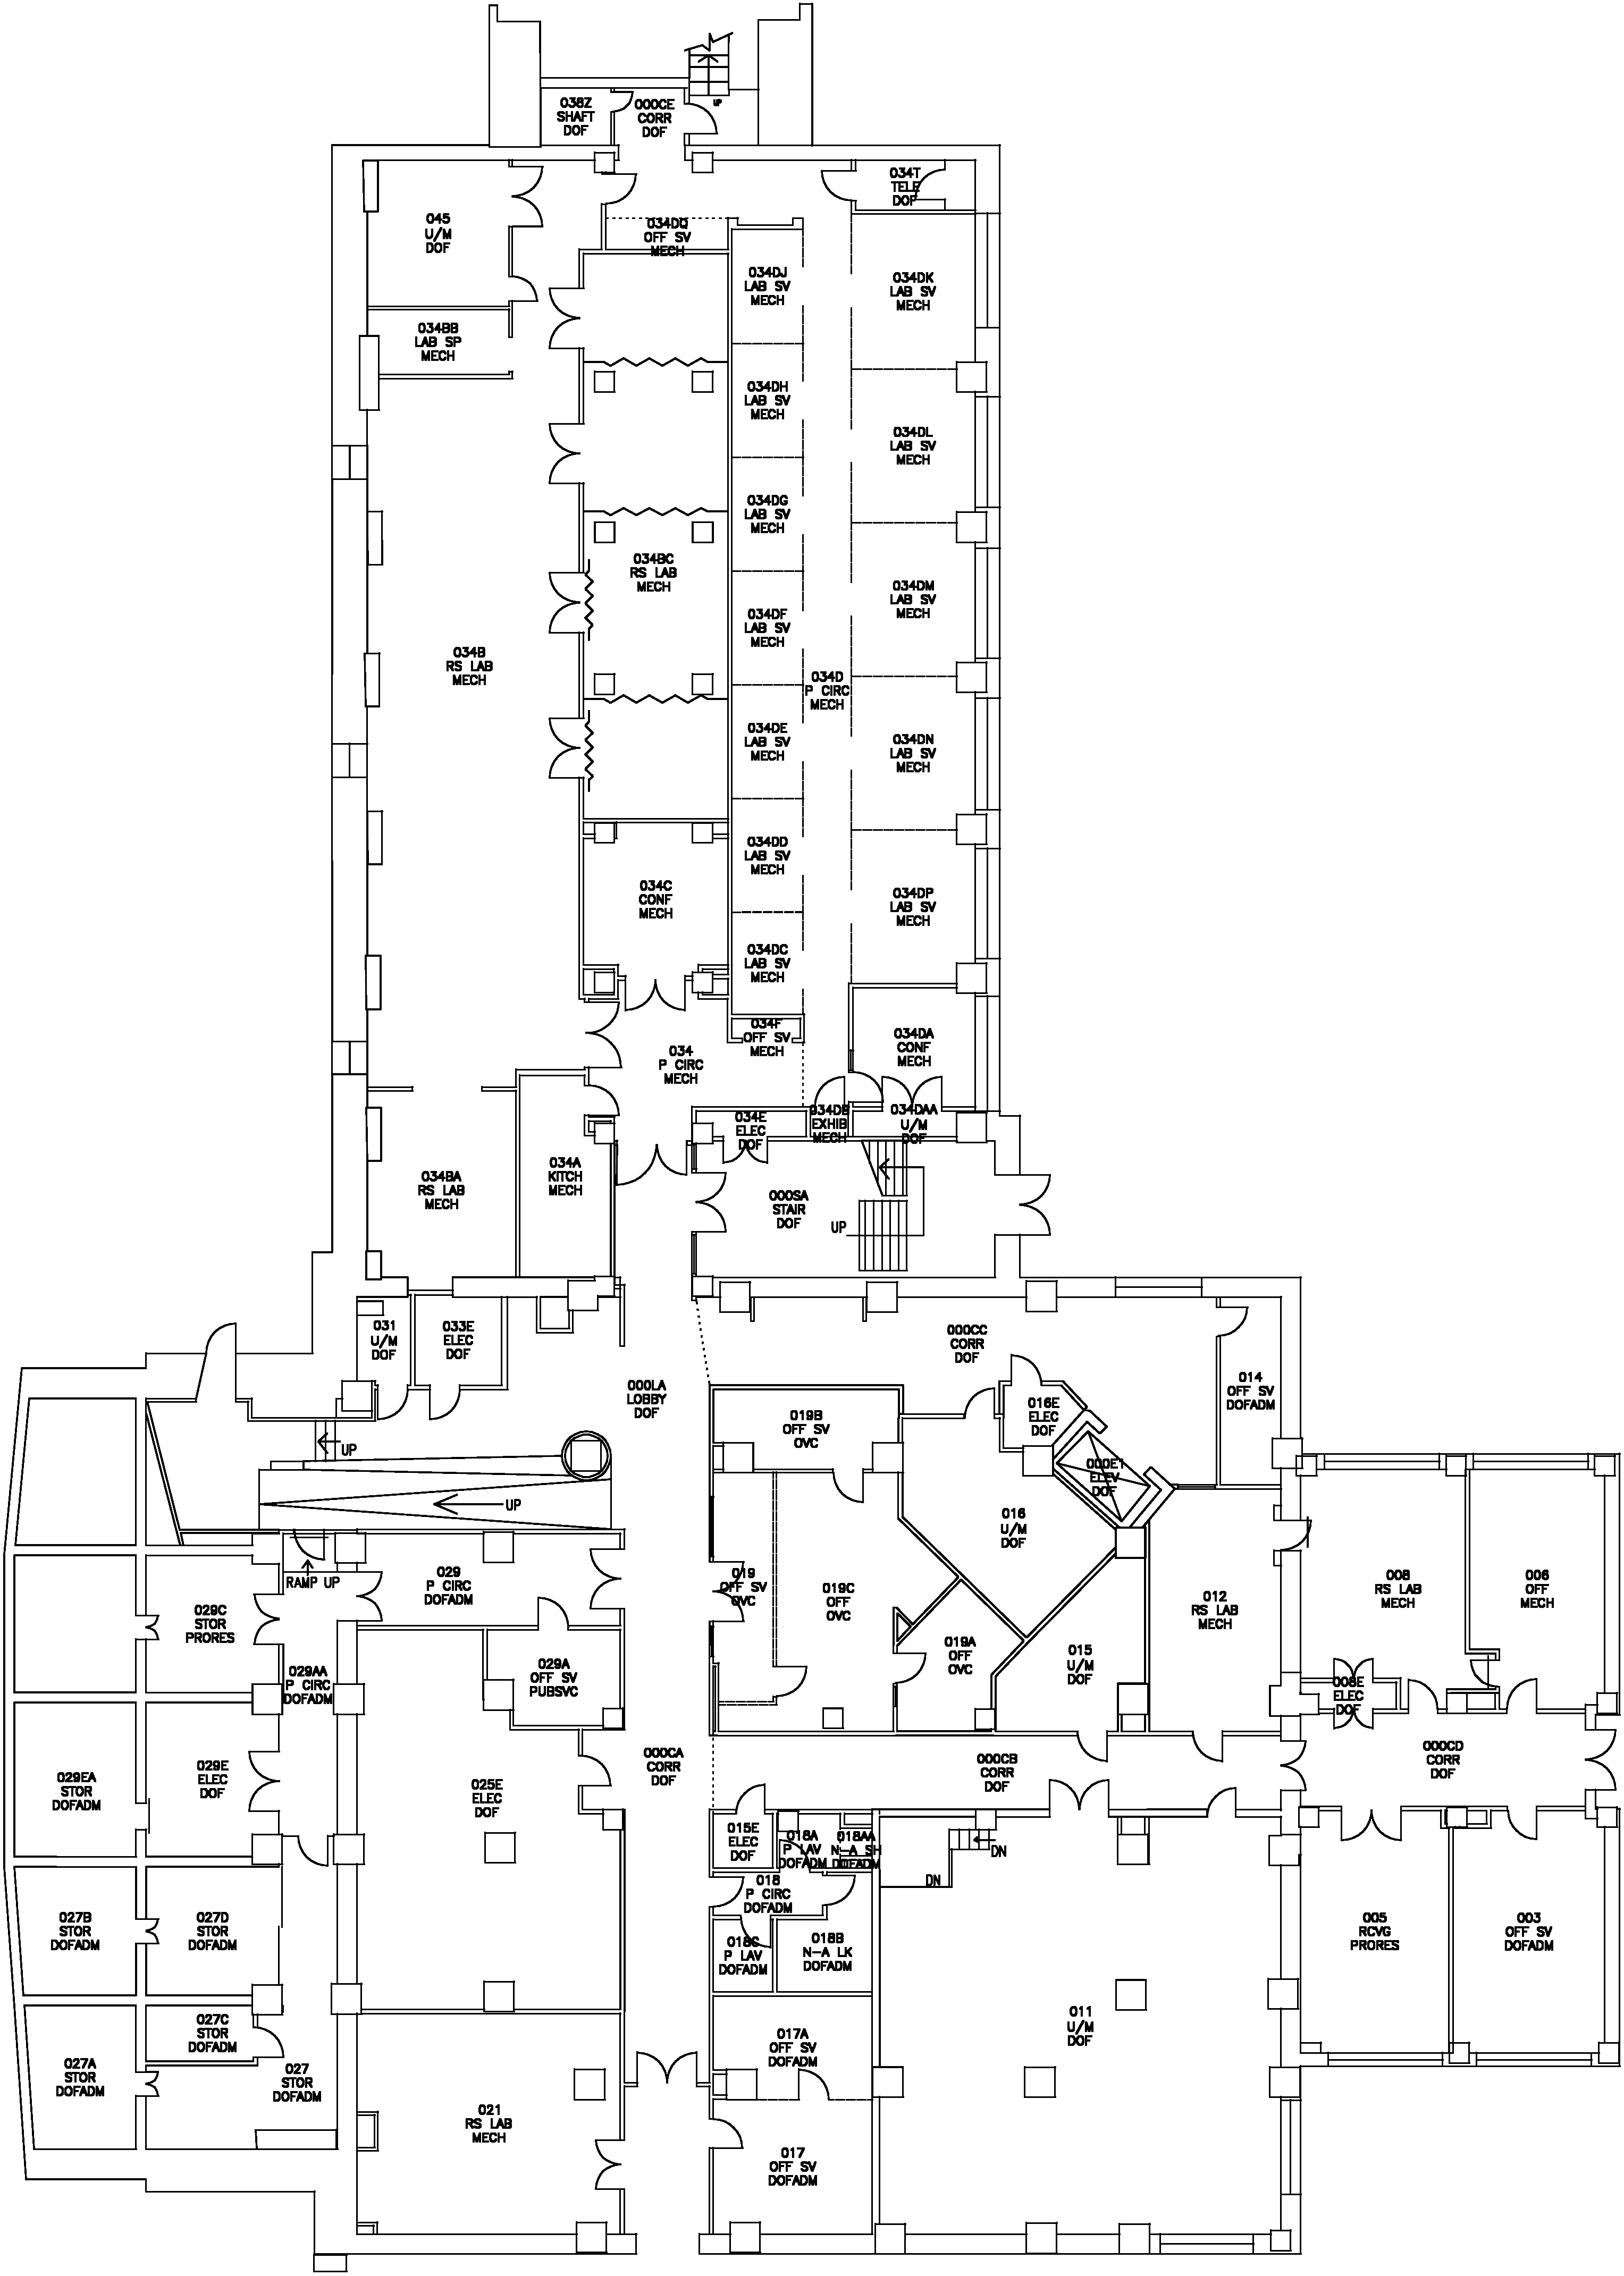 UP
038Z
SHAFT
DOF
000CE
CORR
DOF
034T
TELE
DOF
045
U/M
DOF
034DQ
OFF SV
MECH
034DJ
LAB SV
MECH
034DK
LAB SV
MECH
034BB
LAB SP
MECH
034DH
LAB SV
MECH
034DL
LAB SV
MECH
034DG
LAB SV
MECH
034BC
RS LAB
MECH
034DM
LAB SV
MECH
034DF
LAB SV
MECH
034B
RS LAB
MECH
034D
P CIRC
MECH
034DE
LAB SV
MECH
034DN
LAB SV
MECH
034DD
LAB SV
MECH
034C
CONF
MECH
034DP
LAB SV
MECH
034DC
LAB SV
MECH
034F
OFF SV
MECH
034DA
CONF
MECH
034
P CIRC
MECH
034E
ELEC
DOF
034DB
EXHIB
MECH
034DAA
U/M
DOF
034BA
RS LAB
MECH
034A
KITCH
MECH
000SA
STAIR
DOF
UP
031
U/M
DOF
033E
ELEC
DOF
000CC
CORR
DOF
014
OFF SV
DOFADM
000LA
LOBBY
DOF
016E
ELEC
DOF
019B
OFF SV
OVC
UP
000E1
ELEV
DOF
UP
016
U/M
DOF
029
P CIRC
DOFADM
RAMP UP
019
OFF SV
OVC
019C
OFF
OVC
008
RS LAB
MECH
006
OFF
MECH
029C
STOR
PRORES
012
RS LAB
MECH
029AA
P CIRC
DOFADM
029A
OFF SV
PUBSVC
019A
OFF
OVC
015
U/M
DOF
008E
ELEC
DOF
029EA
STOR
DOFADM
029E
ELEC
DOF
025E
ELEC
DOF
000CA
CORR
DOF
000CB
CORR
DOF
000CD
CORR
DOF
015E
ELEC
DOF
018A
P LAV
DOFADM
018AA
N-A SH
DOFADM
DN
DN
018
P CIRC
DOFADM
027B
STOR
DOFADM
027D
STOR
DOFADM
018C
P LAV
DOFADM
018B
N-A LK
DOFADM
005
RCVG
PRORES
003
OFF SV
DOFADM
027C
STOR
DOFADM
017A
OFF SV
DOFADM
011
U/M
DOF
027A
STOR
DOFADM
027
STOR
DOFADM
021
RS LAB
MECH
017
OFF SV
DOFADM